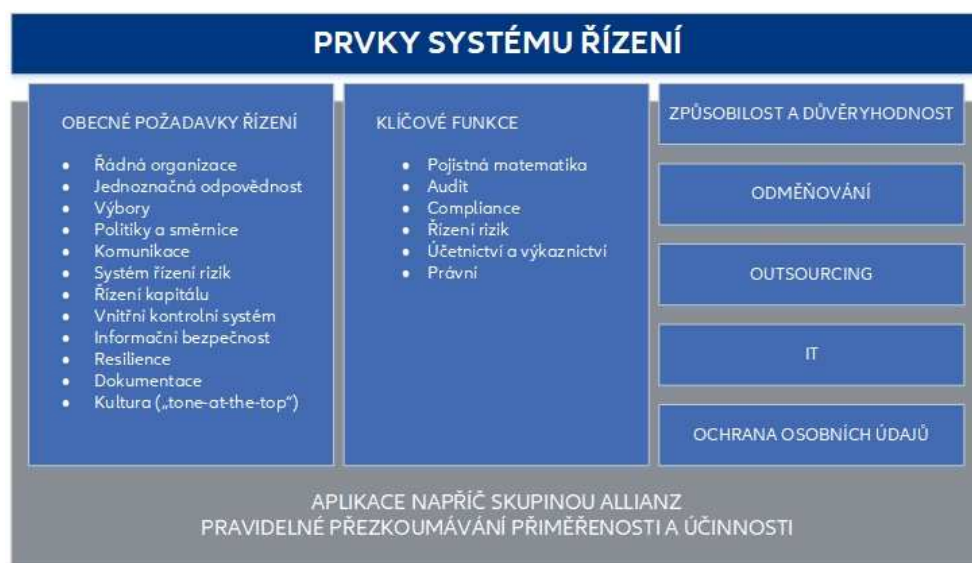 PRVKY SYSTÉMU ŘÍZENÍ
OBECNÉ POŽADAVKY ŘÍZENÍ
• Řádná organizace
• Jednoznačná odpovědnost
• Výbory
• Politiky a směrnice
• Komunikace
• Systém řízení rizik
• Řízení kapitálu
• Vnitřní kontrolní systém
• Informační bezpečnost
• Resilience
• Dokumentace
• Kultura („tone-at-the-top“)
KLÍČOVÉ FUNKCE
• Pojistná matematika
• Audit
• Compliance
• Řízení rizik
• Účetnictví a výkaznictví
• Právní
ZPŮSOBILOST A DŮVĚRYHODNOST
ODMĚŇOVÁNÍ
OUTSOURCING
IT
OCHRANA OSOBNÍCH ÚDAJŮ
APLIKACE NAPŘÍČ SKUPINOU ALLIANZ
PRAVIDELNÉ PŘEZKOUMÁVÁNÍ PŘIMĚŘENOSTI A ÚČINNOSTI